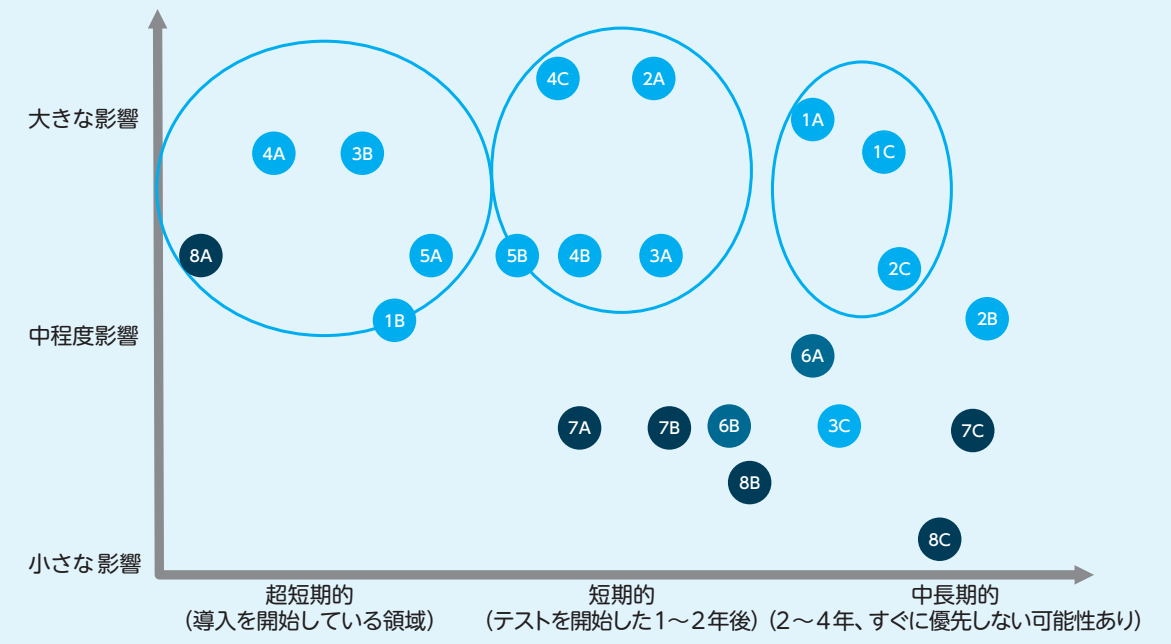 4C
2A
大きな影響
1A
4A
3B
1C
8A
5A
5B
4B
3A
2C
中程度影響
1B
2B
6A
7A
7B
6B
3C
7C
8B
8C
小さな影響
超短期的
(導入を開始している領域)
短期的
(テストを開始した1～2年後)
中長期的
(2～4年、すぐに優先しない可能性あり)